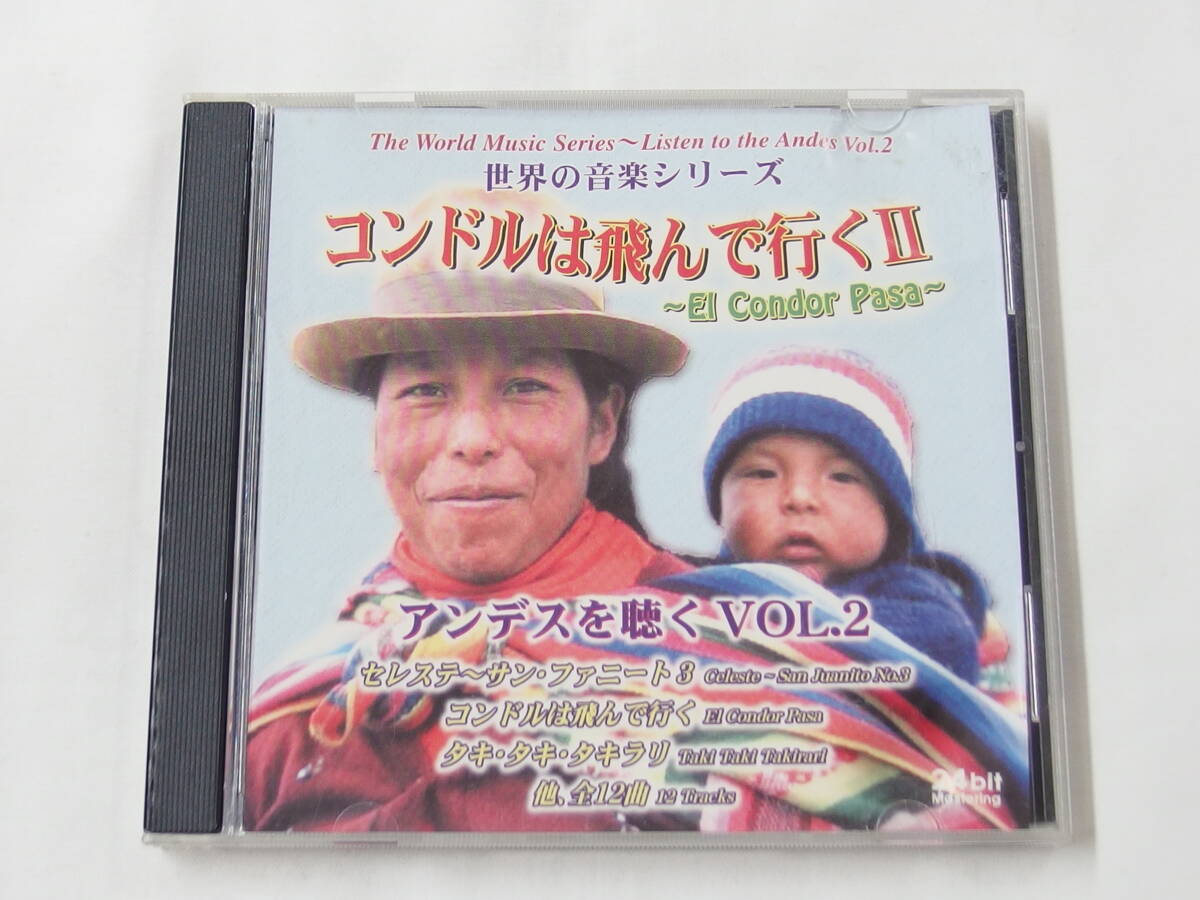 The World Music Series～Listen to the Andes Vol.2
世界の音楽シリーズ
コンドルは飛んで行くⅡ
～El Condor Pasa～
アンデスを聴く VOL.2
セレステ～サン・ファニート3 Celeste ~ San Juanito No.3
コンドルは飛んで行く El Condor Pasa
タキ・タキ・タキラリ Taki Taki Takirari
他、全12曲 12 Tracks
24bit
Mastering